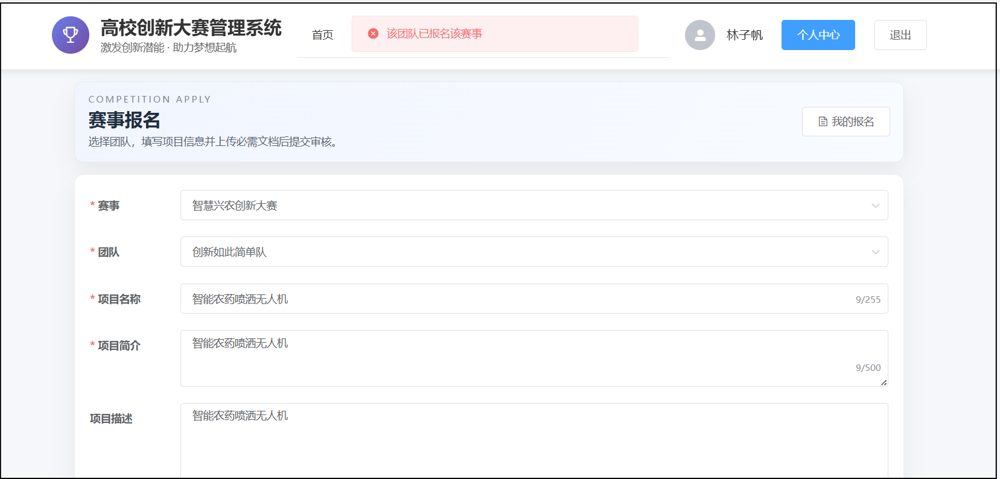 高校创新大赛管理系统
激发创新潜能 · 助力梦想起航
首页
该团队已报名该赛事
林子帆
个人中心
退出
COMPETITION APPLY
赛事报名
选择团队，填写项目信息并上传必需文档后提交审核。
我的报名
* 赛事
智慧兴农创新大赛
* 团队
创新如此简单队
* 项目名称
智能农药喷洒无人机
9/255
* 项目简介
智能农药喷洒无人机
9/500
项目描述
智能农药喷洒无人机